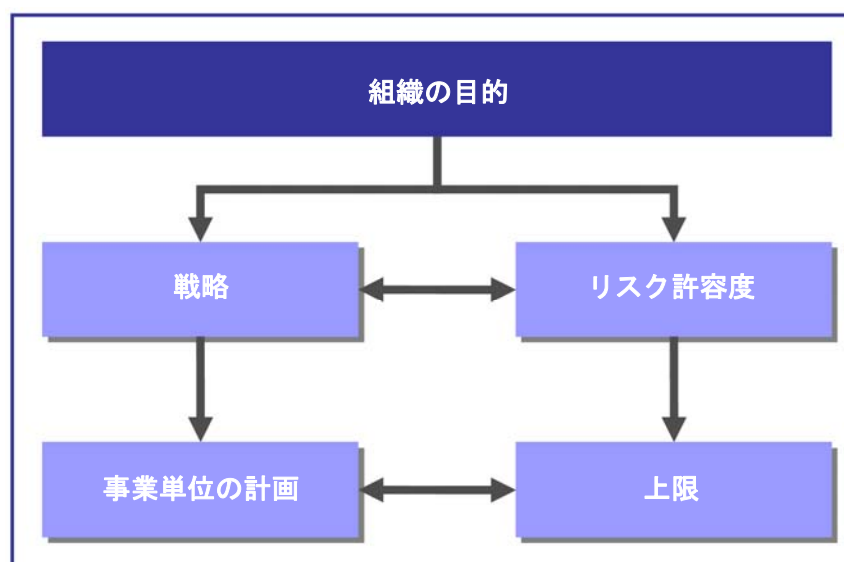 組織の目的
戦略
リスク許容度
事業単位の計画
上限